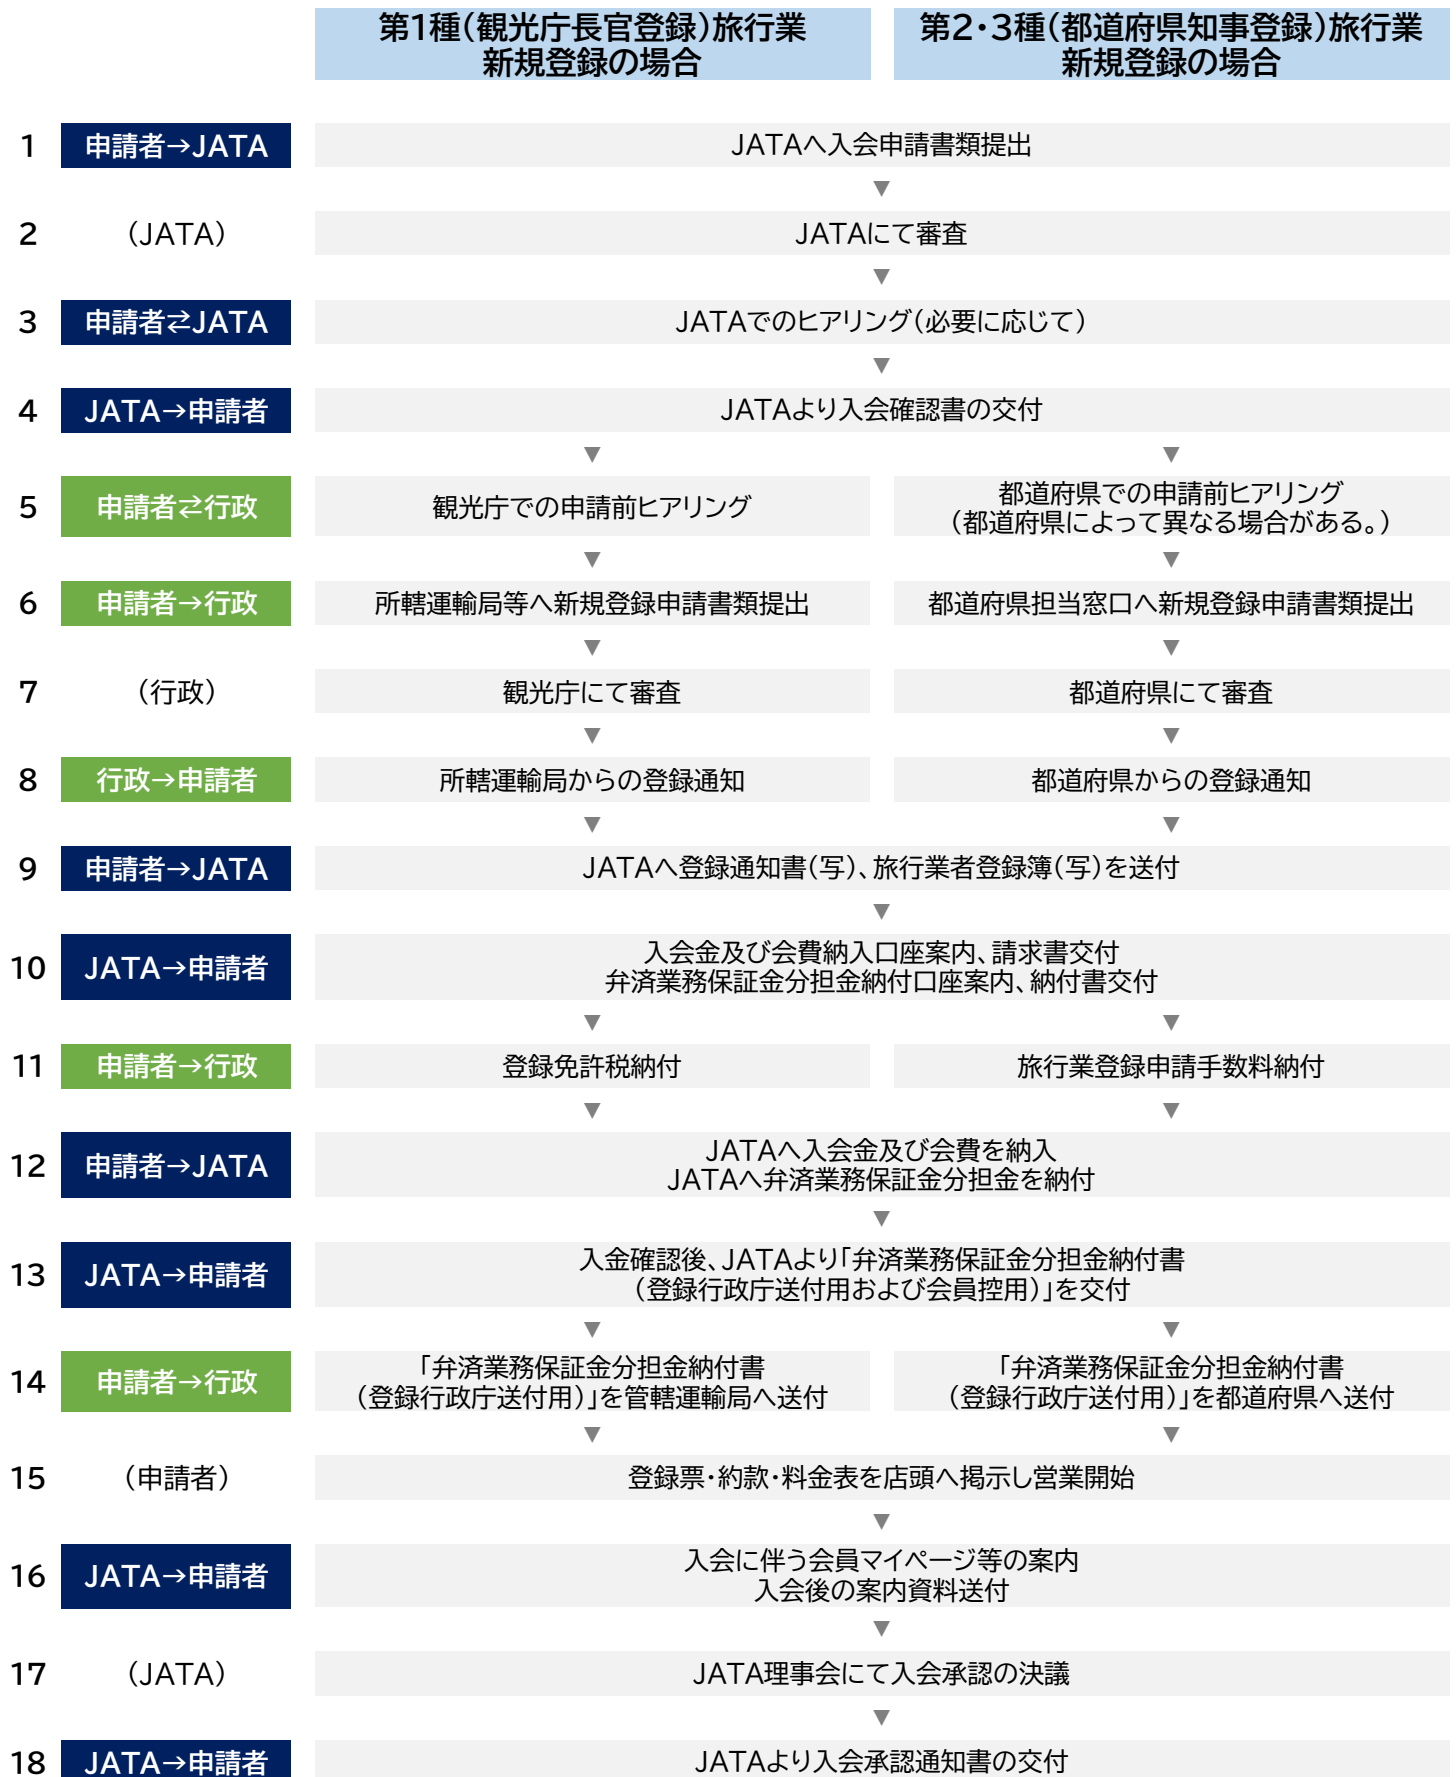 第1種（観光庁長官登録）旅行業
新規登録の場合
第2・3種（都道府県知事登録）旅行業
新規登録の場合
1 申請者→JATA JATAへ入会申請書類提出
▼
2 （JATA） JATAにて審査
▼
3 申請者⇄JATA JATAでのヒアリング（必要に応じて）
▼
4 JATA→申請者 JATAより入会確認書の交付
▼ ▼
5 申請者⇄行政 観光庁での申請前ヒアリング
都道府県での申請前ヒアリング
（都道府県によって異なる場合がある。）
▼ ▼
6 申請者→行政 所轄運輸局等へ新規登録申請書類提出 都道府県担当窓口へ新規登録申請書類提出
▼ ▼
7 （行政） 観光庁にて審査 都道府県にて審査
▼ ▼
8 行政→申請者 所轄運輸局からの登録通知 都道府県からの登録通知
▼ ▼
9 申請者→JATA JATAへ登録通知書（写）、旅行業者登録簿（写）を送付
▼
10 JATA→申請者
入会金及び会費納入口座案内、請求書交付
弁済業務保証金分担金納付口座案内、納付書交付
▼ ▼
11 申請者→行政 登録免許税納付 旅行業登録申請手数料納付
▼ ▼
12 申請者→JATA
JATAへ入会金及び会費を納入
JATAへ弁済業務保証金分担金を納付
▼
13 JATA→申請者
入金確認後、JATAより「弁済業務保証金分担金納付書
（登録行政庁送付用および会員控用）」を交付
▼ ▼
14 申請者→行政
「弁済業務保証金分担金納付書
（登録行政庁送付用）」を管轄運輸局へ送付
「弁済業務保証金分担金納付書
（登録行政庁送付用）」を都道府県へ送付
▼ ▼
15 （申請者） 登録票・約款・料金表を店頭へ掲示し営業開始
▼
16 JATA→申請者
入会に伴う会員マイページ等の案内
入会後の案内資料送付
▼
17 （JATA） JATA理事会にて入会承認の決議
▼
18 JATA→申請者 JATAより入会承認通知書の交付